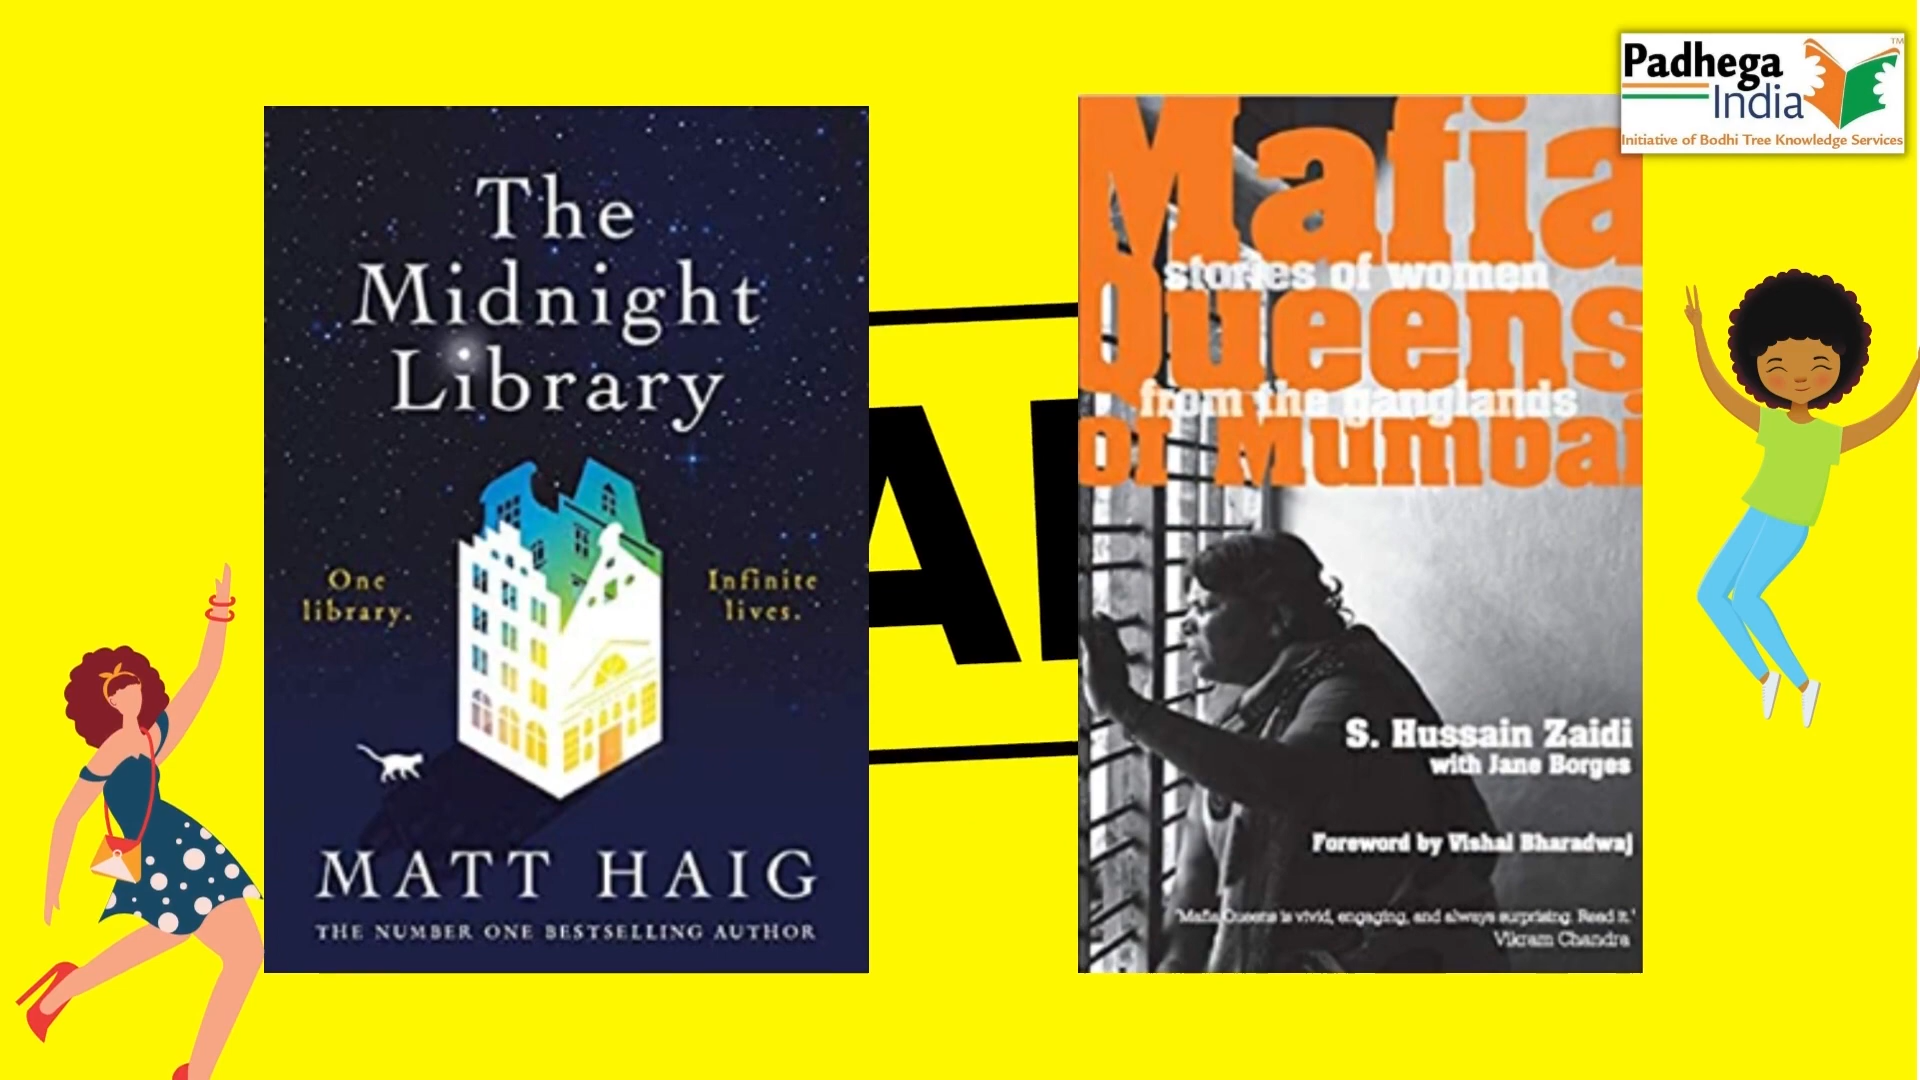 The
Midnight
Library
One
library.
Infinite
lives.
MATT HAIG
THE NUMBER ONE BESTSELLING AUTHOR
Mafia
stories of women
Queens
from the ganglands
of Mumbai
S. Hussain Zaidi
with Jane Borges
Foreword by Vishal Bharadwaj
'Mafia Queens is vivid, engaging, and always surprising. Read it.'
Vikram Chandra
Padhega
India
TM
Initiative of Bodhi Tree Knowledge Services